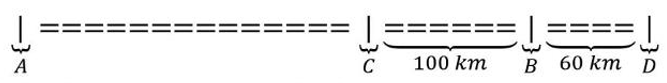 | =============== | ====== | ===== |
A C 100 km B 60 km D